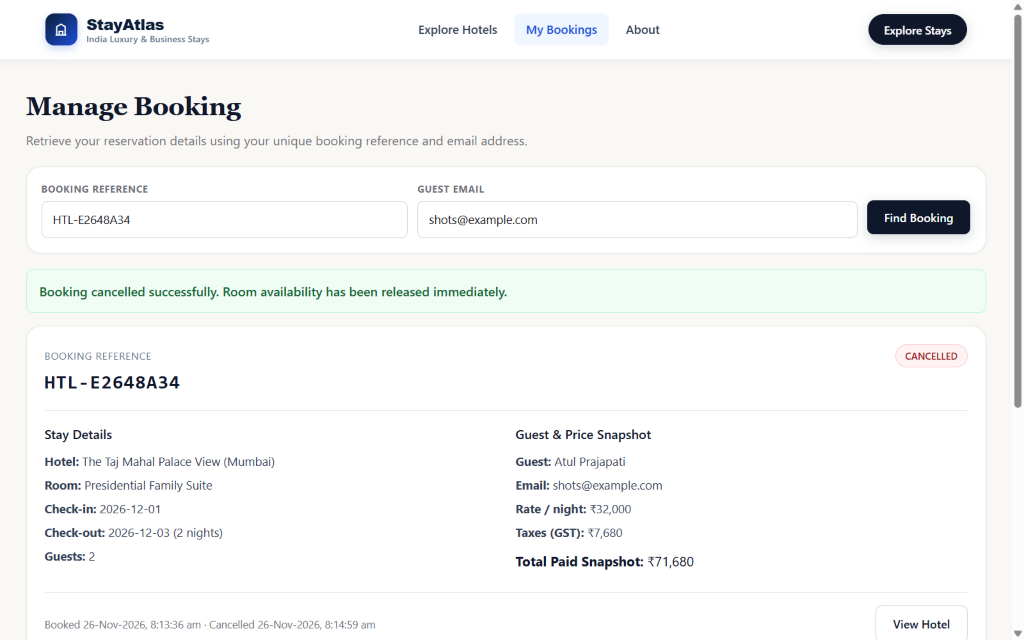 StayAtlas
India Luxury & Business Stays
Explore Hotels
My Bookings
About
Explore Stays
Manage Booking
Retrieve your reservation details using your unique booking reference and email address.
BOOKING REFERENCE
GUEST EMAIL
HTL-E2648A34
shots@example.com
Find Booking
Booking cancelled successfully. Room availability has been released immediately.
BOOKING REFERENCE
CANCELLED
HTL-E2648A34
Stay Details
Hotel: The Taj Mahal Palace View (Mumbai)
Room: Presidential Family Suite
Check-in: 2026-12-01
Check-out: 2026-12-03 (2 nights)
Guests: 2
Guest & Price Snapshot
Guest: Atul Prajapati
Email: shots@example.com
Rate / night: ₹32,000
Taxes (GST): ₹7,680
Total Paid Snapshot: ₹71,680
Booked 26-Nov-2026, 8:13:36 am · Cancelled 26-Nov-2026, 8:14:59 am
View Hotel